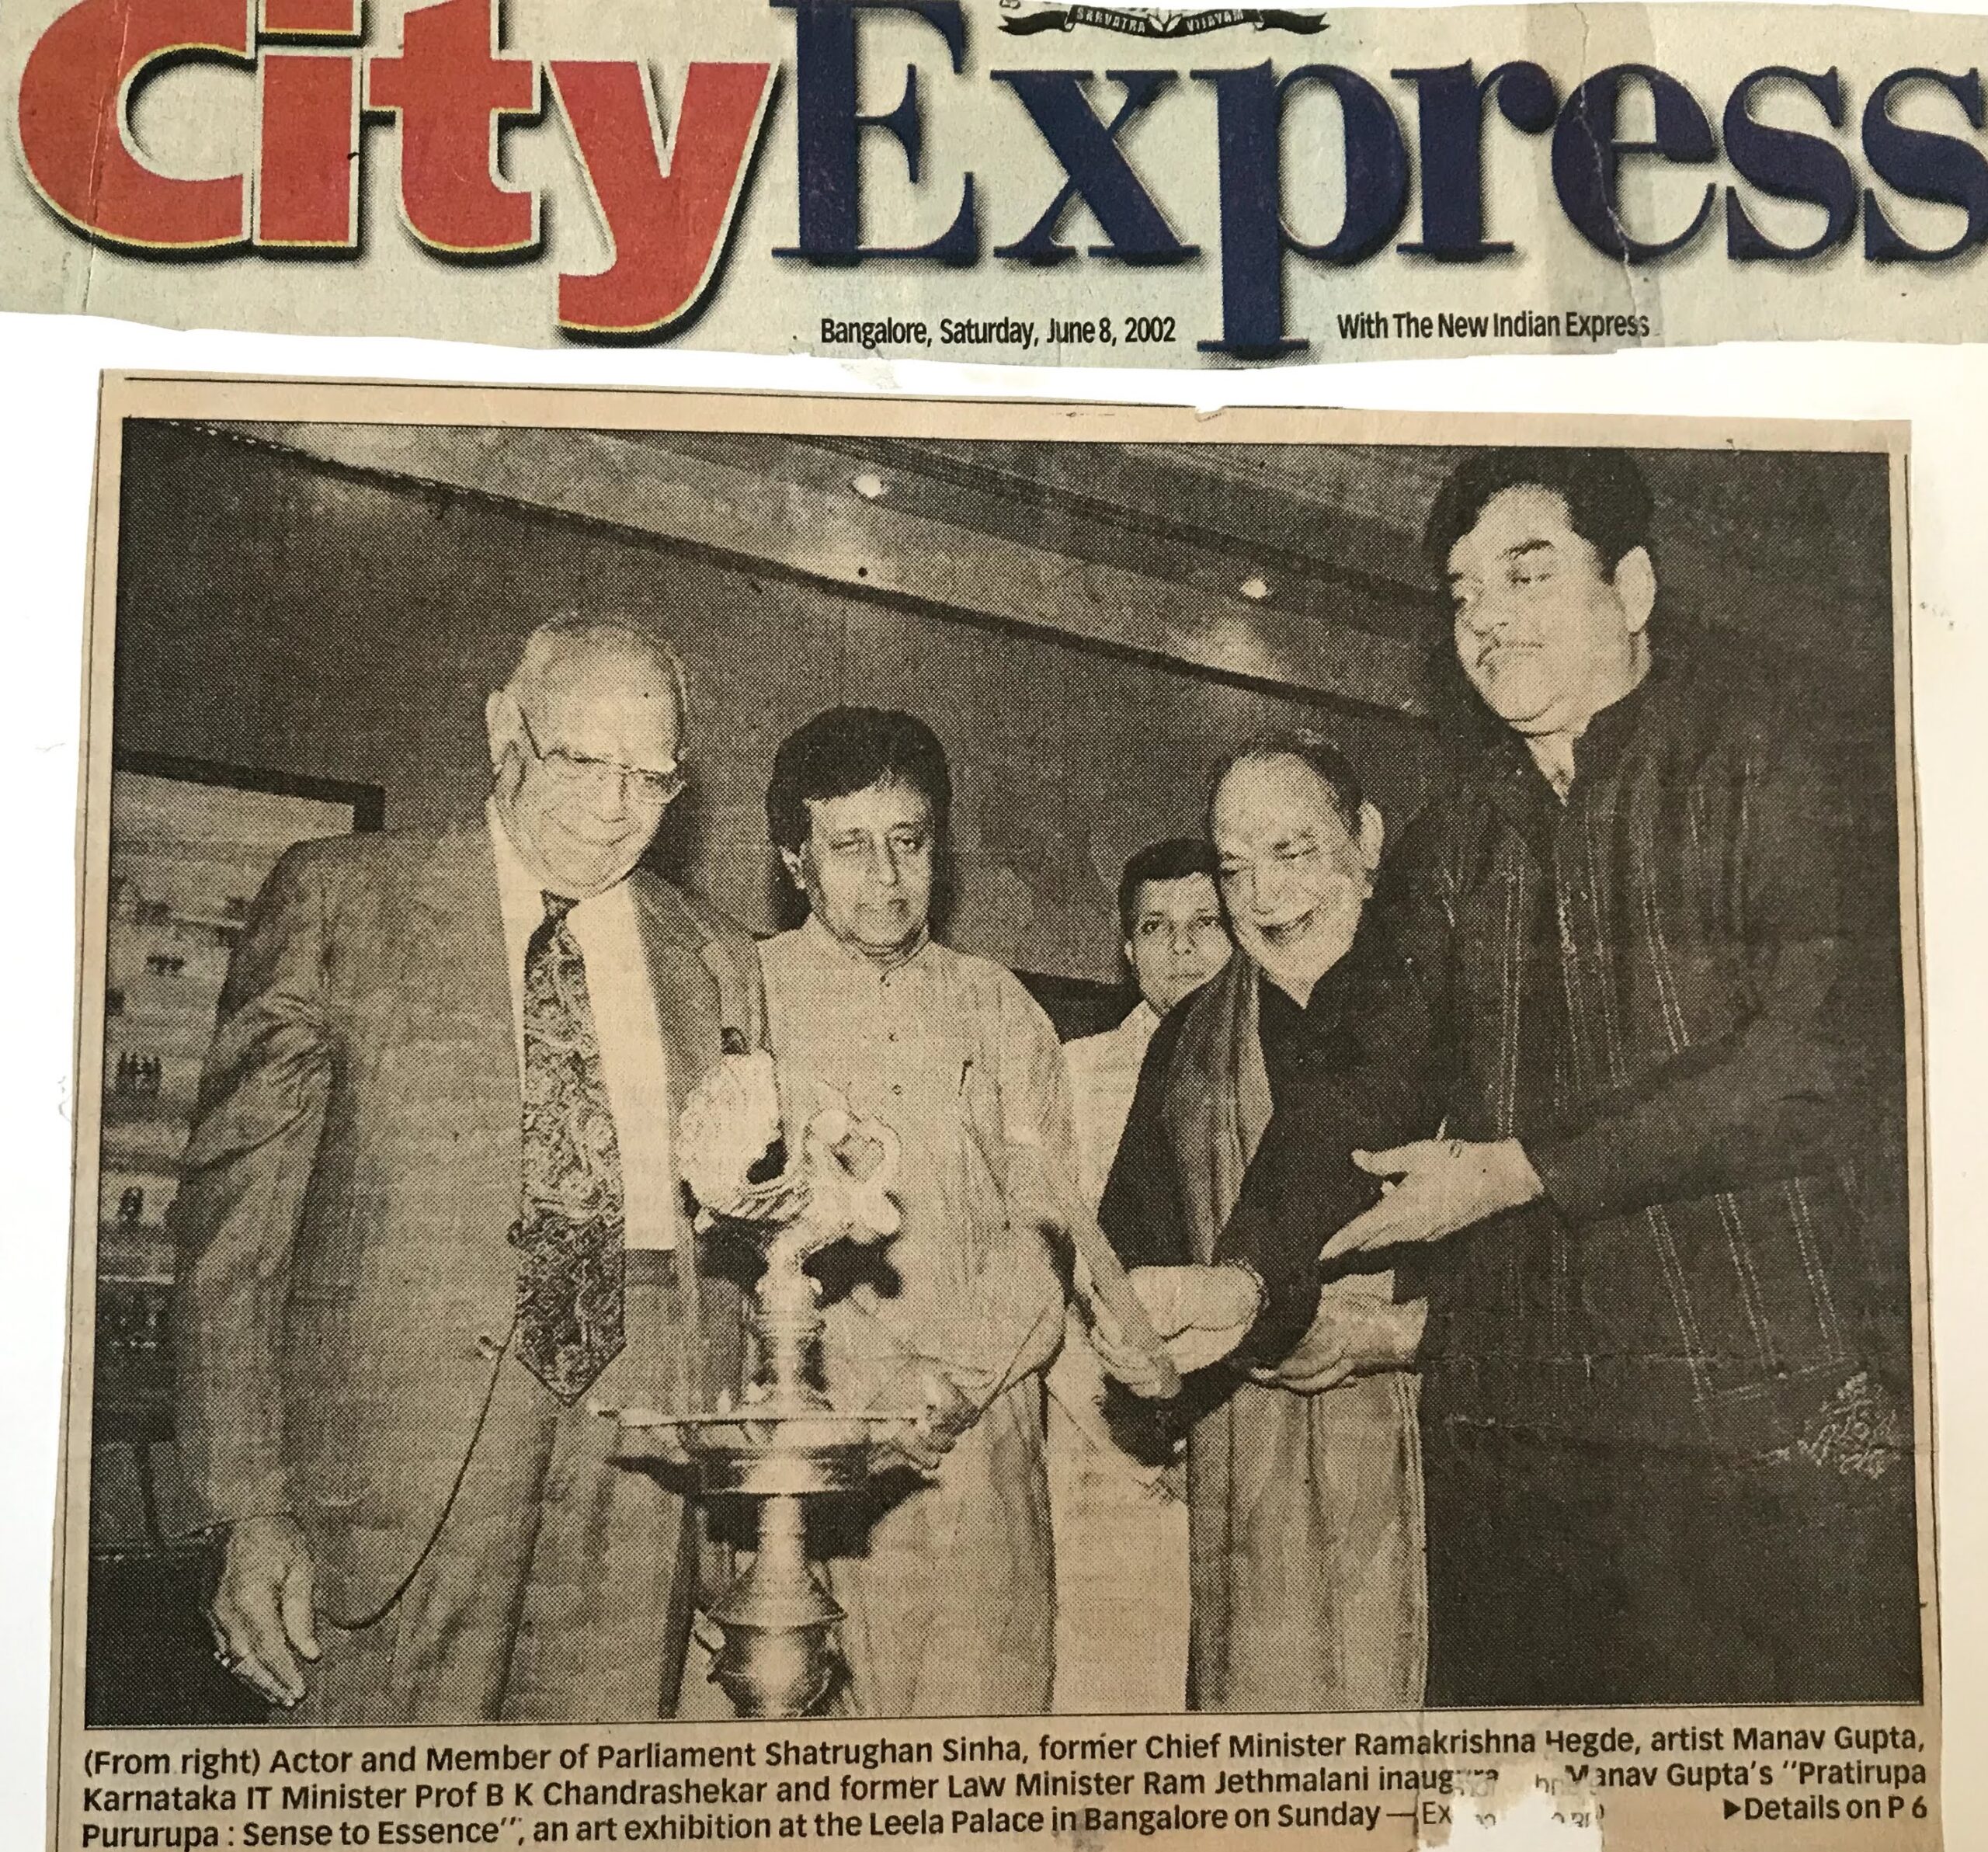 SARVATRA VIJAYAM
City Express
Bangalore, Saturday, June 8, 2002 With The New Indian Express
(From right) Actor and Member of Parliament Shatrughan Sinha, former Chief Minister Ramakrishna Hegde, artist Manav Gupta,
Karnataka IT Minister Prof B K Chandrashekar and former Law Minister Ram Jethmalani Manav Gupta's "Pratirupa
Pururupa : Sense to Essence", an art exhibition at the Leela Palace in Bangalore on Sunday — Ex
▶Details on P 6